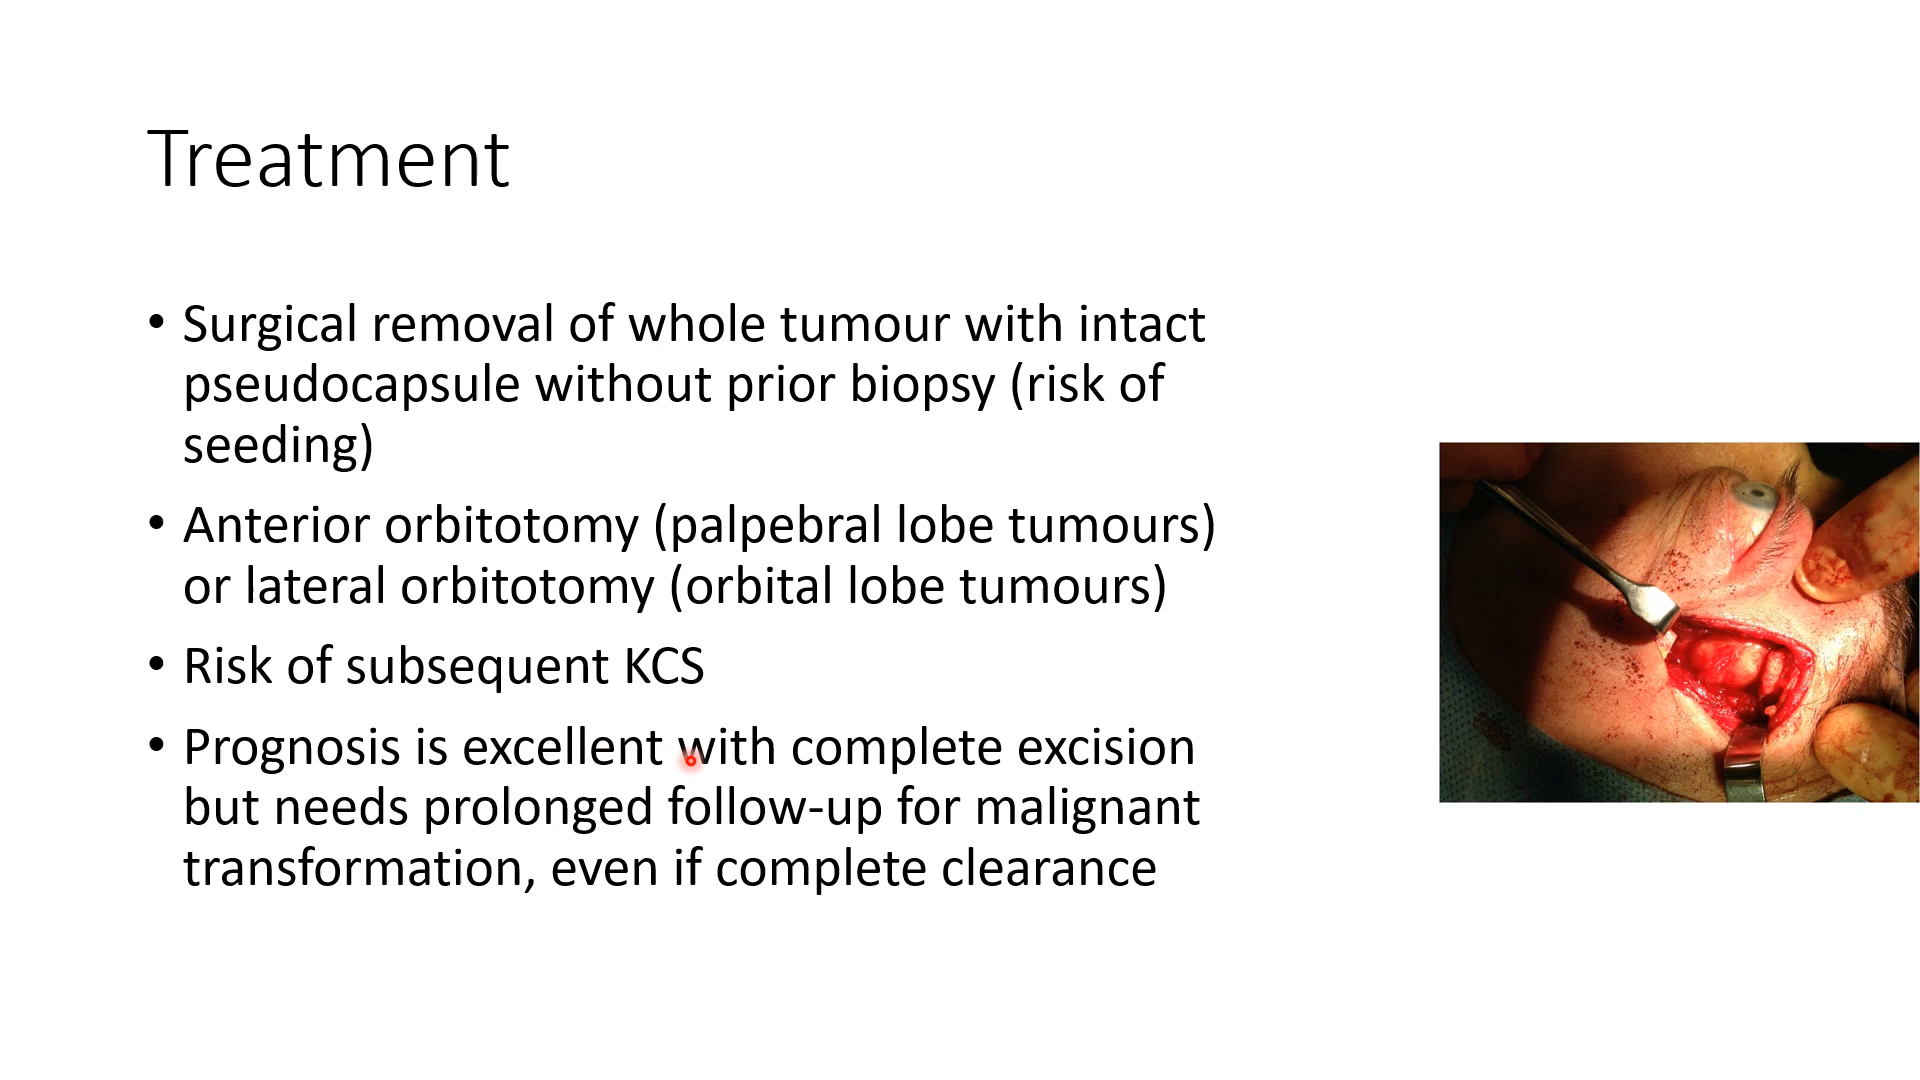 Treatment
• Surgical removal of whole tumour with intact
pseudocapsule without prior biopsy (risk of
seeding)
• Anterior orbitotomy (palpebral lobe tumours)
or lateral orbitotomy (orbital lobe tumours)
• Risk of subsequent KCS
• Prognosis is excellent with complete excision
but needs prolonged follow-up for malignant
transformation, even if complete clearance